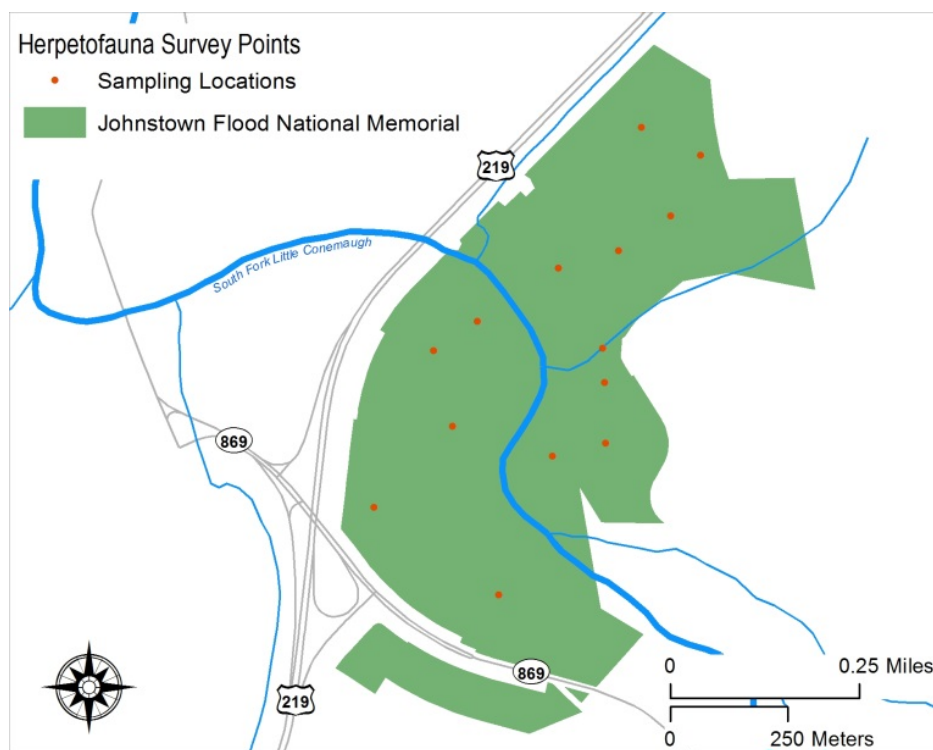 Herpetofauna Survey Points
Sampling Locations
Johnstown Flood National Memorial
219
South Fork Little Conemaugh
869
869
219
0 0.25 Miles
0 250 Meters